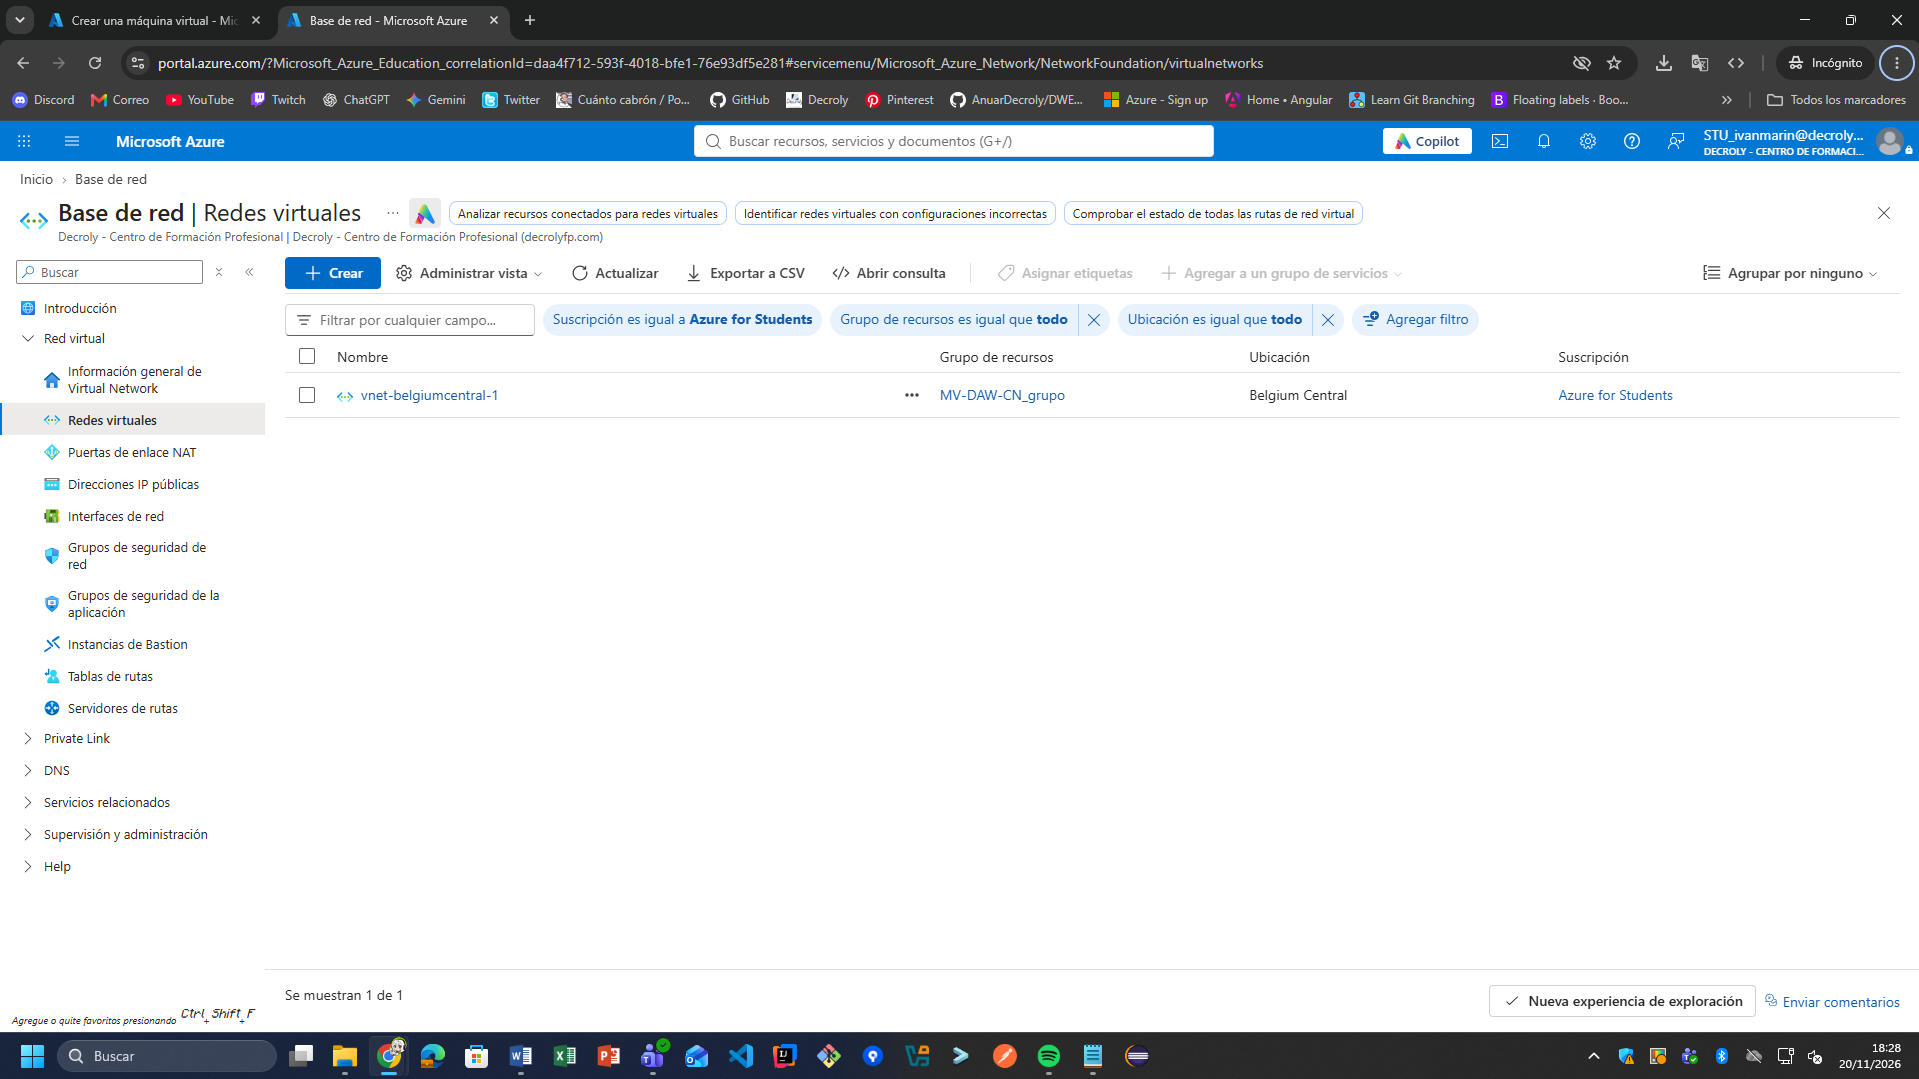 Crear una máquina virtual - Mic
Base de red - Microsoft Azure
portal.azure.com/?Microsoft_Azure_Education_correlationId=daa4f712-593f-4018-bfe1-76e93df5e281#servicemenu/Microsoft_Azure_Network/NetworkFoundation/virtualnetworks
Incógnito
Discord
Correo
YouTube
Twitch
ChatGPT
Gemini
Twitter
Cuánto cabrón / Po...
GitHub
Decroly
Pinterest
AnuarDecroly/DWE...
Azure - Sign up
Home • Angular
Learn Git Branching
Floating labels · Boo...
Todos los marcadores
Microsoft Azure
Buscar recursos, servicios y documentos (G+/)
Copilot
STU_ivanmarin@decroly...
DECROLY - CENTRO DE FORMACI...
Inicio > Base de red
Base de red | Redes virtuales
...
Analizar recursos conectados para redes virtuales
Identificar redes virtuales con configuraciones incorrectas
Comprobar el estado de todas las rutas de red virtual
Decroly - Centro de Formación Profesional | Decroly - Centro de Formación Profesional (decrolyfp.com)
Buscar
Crear
Administrar vista
Actualizar
Exportar a CSV
Abrir consulta
Asignar etiquetas
Agregar a un grupo de servicios
Agrupar por ninguno
Filtrar por cualquier campo...
Suscripción es igual a Azure for Students
Grupo de recursos es igual que todo
Ubicación es igual que todo
Agregar filtro
Nombre
Grupo de recursos
Ubicación
Suscripción
vnet-belgiumcentral-1
MV-DAW-CN_grupo
Belgium Central
Azure for Students
Introducción
Red virtual
Información general de
Virtual Network
Redes virtuales
Puertas de enlace NAT
Direcciones IP públicas
Interfaces de red
Grupos de seguridad de
red
Grupos de seguridad de la
aplicación
Instancias de Bastion
Tablas de rutas
Servidores de rutas
Private Link
DNS
Servicios relacionados
Supervisión y administración
Help
Agregue o quite favoritos presionando Ctrl+Shift+F
Se muestran 1 de 1
Nueva experiencia de exploración
Enviar comentarios
Buscar
18:28
20/11/2026